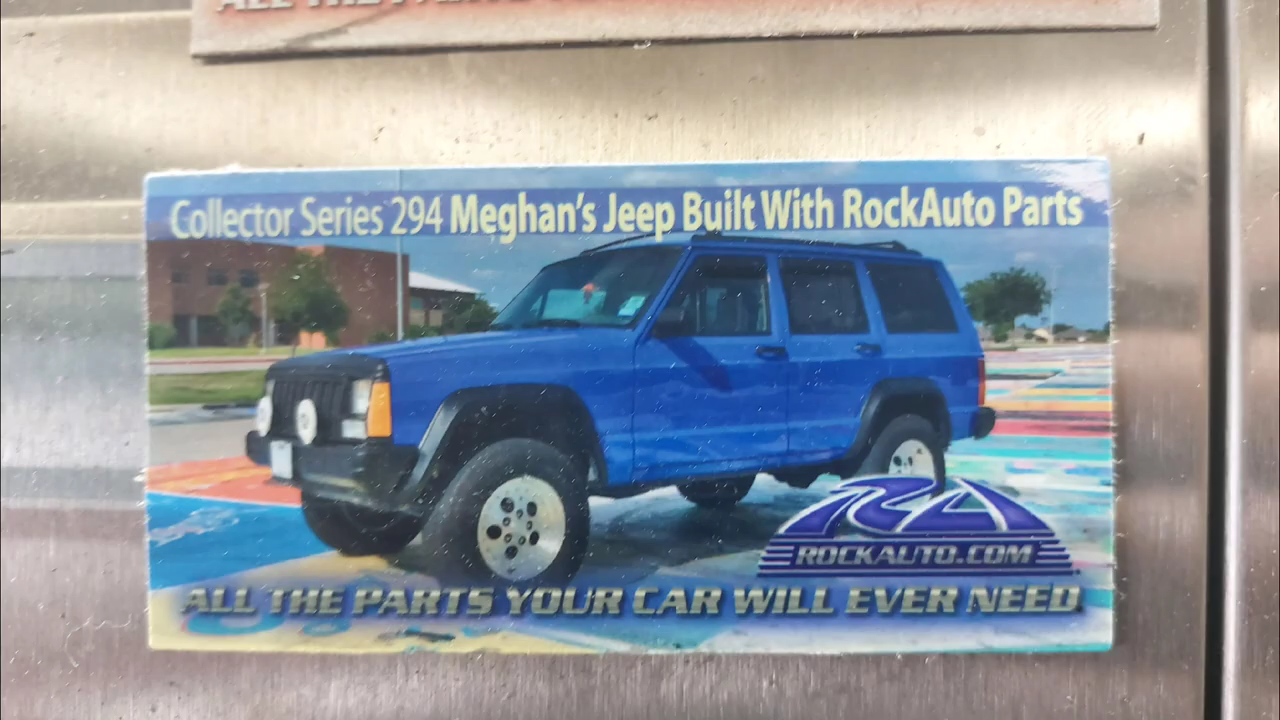 Collector Series 294 Meghan's Jeep Built With RockAuto Parts
RA
ROCKAUTO.COM
ALL THE PARTS YOUR CAR WILL EVER NEED